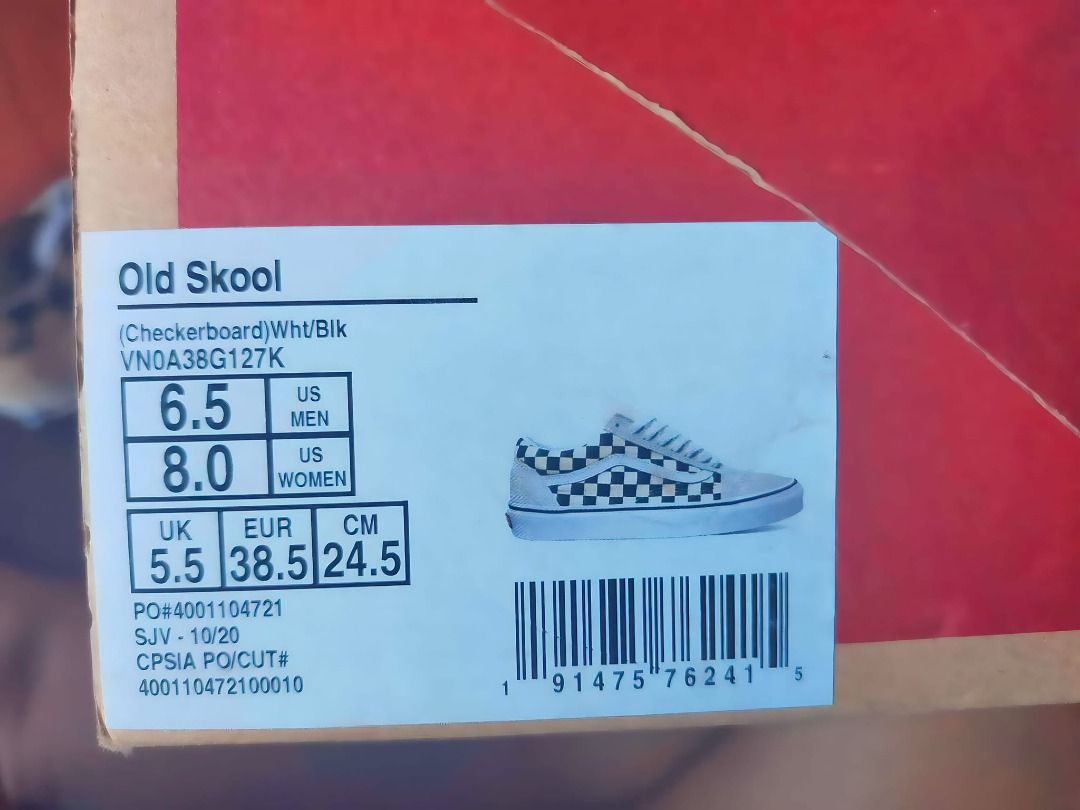 Old Skool
(Checkerboard)Wht/Blk
VN0A38G127K
6.5 US MEN
8.0 US WOMEN
UK EUR CM
5.5 38.5 24.5
PO#4001104721
SJV - 10/20
CPSIA PO/CUT#
400110472100010
1 91475 76241 5